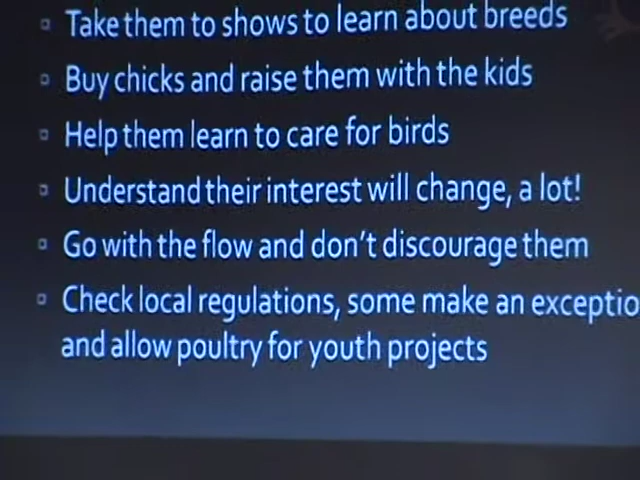 Take them to shows to learn about breeds
Buy chicks and raise them with the kids
Help them learn to care for birds
Understand their interest will change, a lot!
Go with the flow and don't discourage them
Check local regulations, some make an exceptio
and allow poultry for youth projects